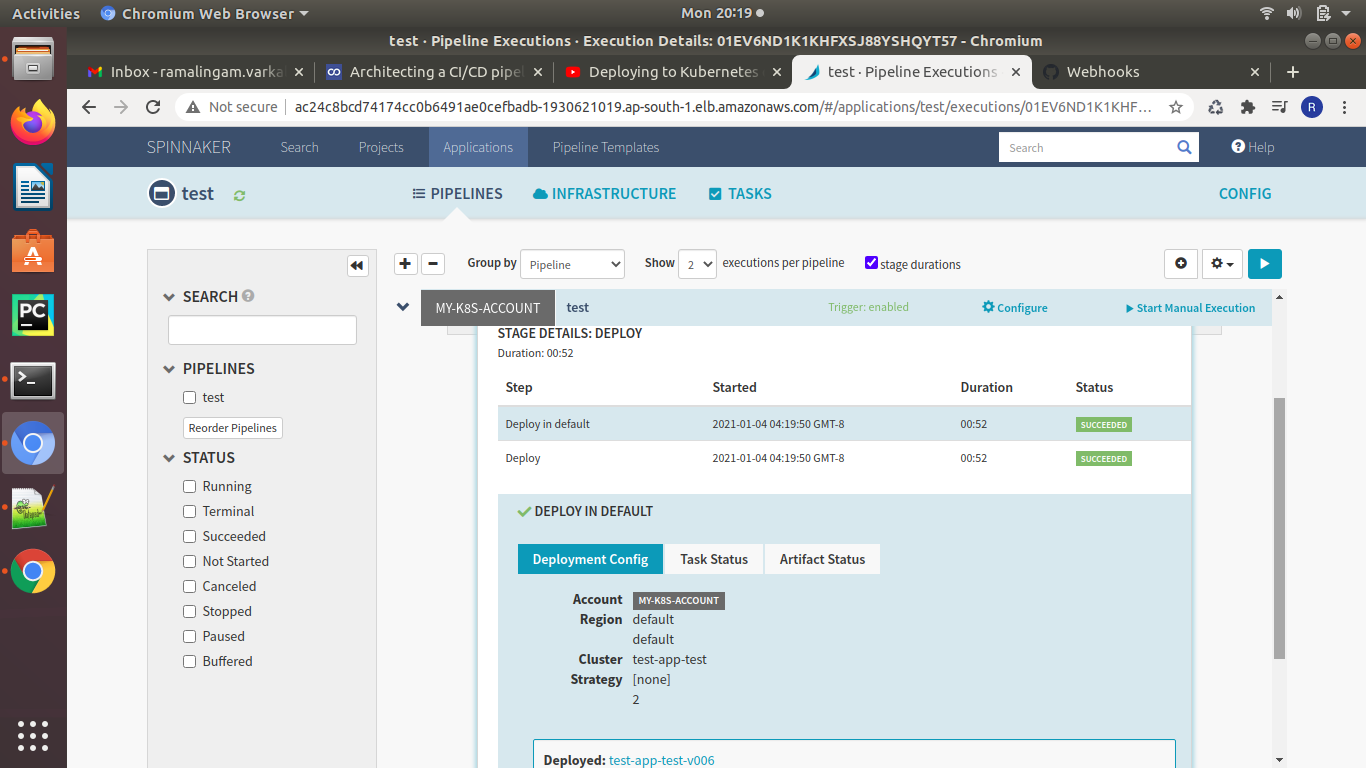 Activities
Chromium Web Browser
Mon 20:19
test · Pipeline Executions · Execution Details: 01EV6ND1K1KHFXSJ88YSHQYT57 - Chromium
Inbox - ramalingam.varka
Architecting a CI/CD pipel
Deploying to Kubernetes
test · Pipeline Executions
Webhooks
Not secure
ac24c8bcd74174cc0b6491ae0cefbadb-1930621019.ap-south-1.elb.amazonaws.com/#/applications/test/executions/01EV6ND1K1KHF...
R
SPINNAKER
Search
Projects
Applications
Pipeline Templates
Search
Help
test
PIPELINES
INFRASTRUCTURE
TASKS
CONFIG
Group by
Pipeline
Show
2
executions per pipeline
stage durations
SEARCH
PIPELINES
test
Reorder Pipelines
STATUS
Running
Terminal
Succeeded
Not Started
Canceled
Stopped
Paused
Buffered
MY-K8S-ACCOUNT
test
Trigger: enabled
Configure
Start Manual Execution
STAGE DETAILS: DEPLOY
Duration: 00:52
Step Started Duration Status
Deploy in default 2021-01-04 04:19:50 GMT-8 00:52 SUCCEEDED
Deploy 2021-01-04 04:19:50 GMT-8 00:52 SUCCEEDED
DEPLOY IN DEFAULT
Deployment Config
Task Status
Artifact Status
Account MY-K8S-ACCOUNT
Region default
default
Cluster test-app-test
Strategy [none]
2
Deployed: test-app-test-v006